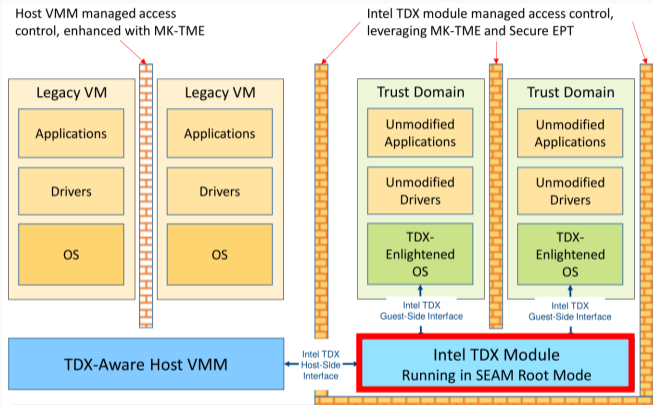 Host VMM managed access
control, enhanced with MK-TME
Intel TDX module managed access control,
leveraging MK-TME and Secure EPT
Legacy VM
Applications
Drivers
OS
Legacy VM
Applications
Drivers
OS
Trust Domain
Unmodified
Applications
Unmodified
Drivers
TDX-
Enlightened
OS
Trust Domain
Unmodified
Applications
Unmodified
Drivers
TDX-
Enlightened
OS
Intel TDX
Guest-Side Interface
Intel TDX
Guest-Side Interface
TDX-Aware Host VMM
Intel TDX
Host-Side
Interface
Intel TDX Module
Running in SEAM Root Mode